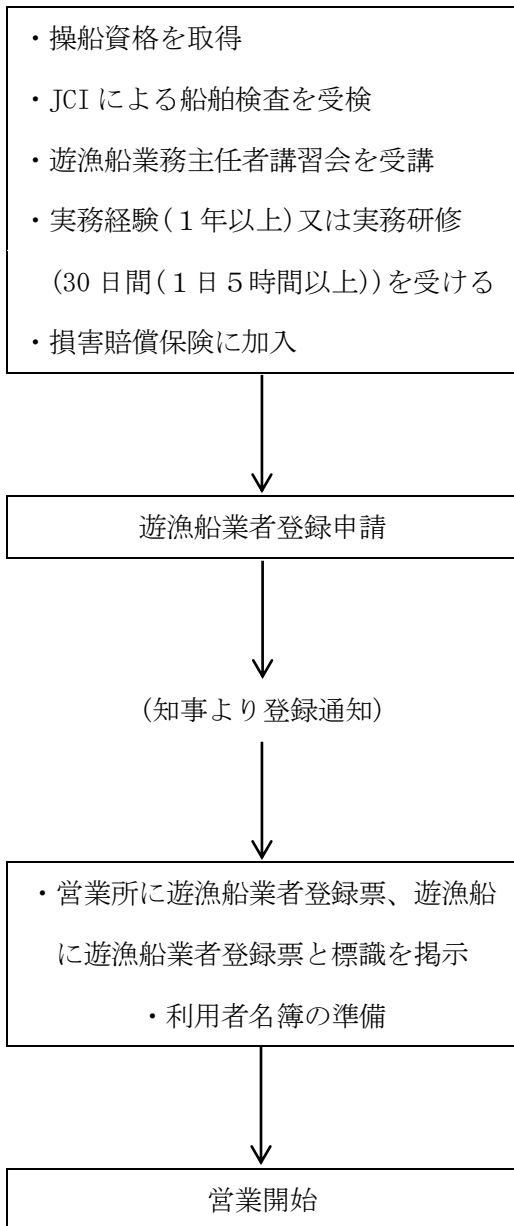 ・操船資格を取得
・JCIによる船舶検査を受検
・遊漁船業務主任者講習会を受講
・実務経験(１年以上)又は実務研修
(30日間(１日５時間以上))を受ける
・損害賠償保険に加入
遊漁船業者登録申請
(知事より登録通知)
・営業所に遊漁船業者登録票、遊漁船
に遊漁船業者登録票と標識を掲示
・利用者名簿の準備
営業開始